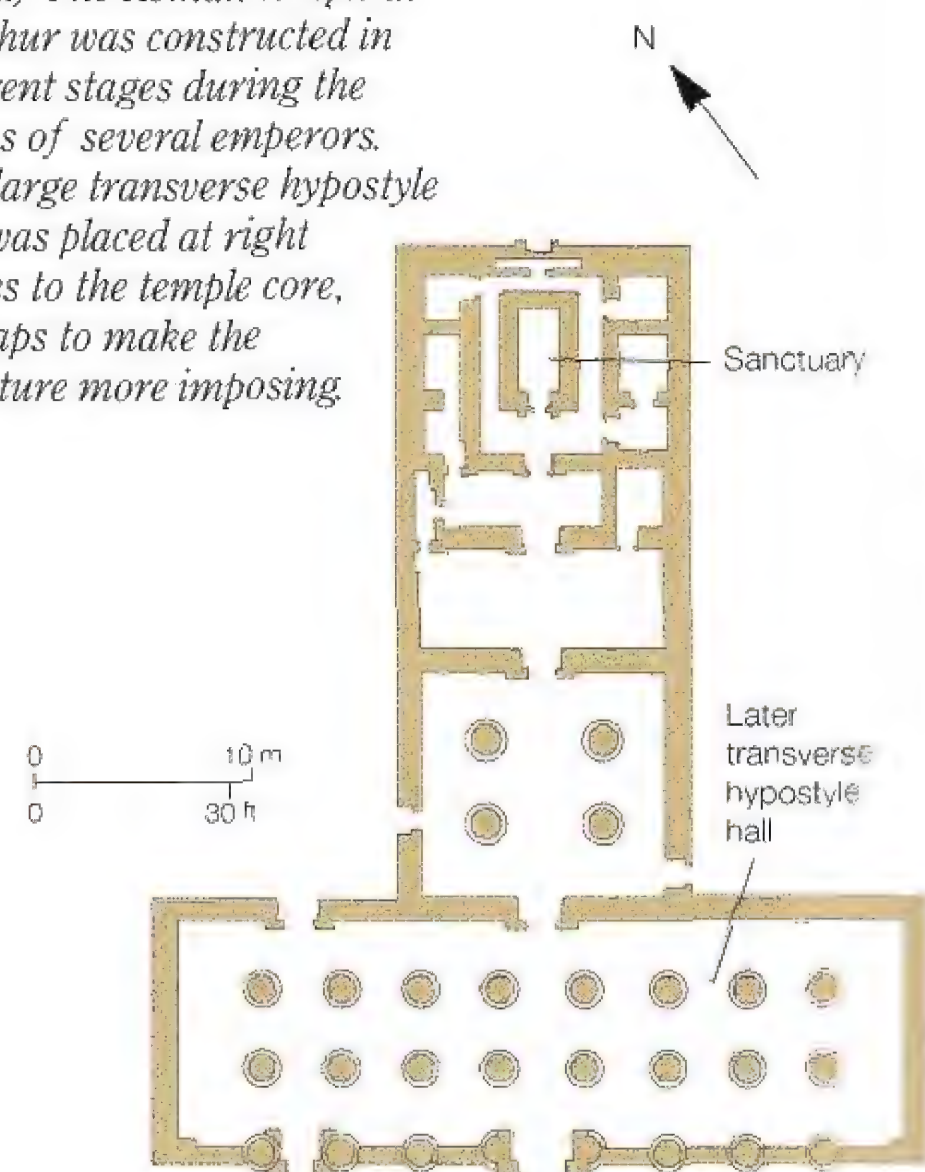 hur was constructed in
rent stages during the
s of several emperors.
large transverse hypostyle
was placed at right
es to the temple core,
aps to make the
ture more imposing.
N
Sanctuary
Later
transverse
hypostyle
hall
0 10 m
0 30 ft